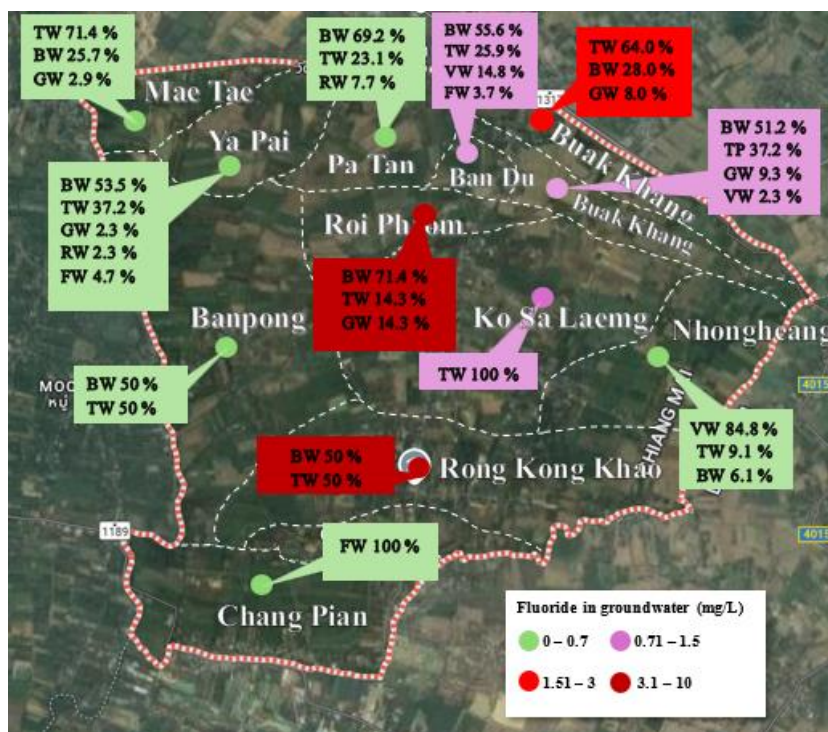 TW 71.4 %
BW 25.7 %
GW 2.9 %
BW 69.2 %
TW 23.1 %
RW 7.7 %
BW 55.6 %
TW 25.9 %
VW 14.8 %
FW 3.7 %
TW 64.0 %
BW 28.0 %
GW 8.0 %
BW 51.2 %
TP 37.2 %
GW 9.3 %
VW 2.3 %
131
Mae Tae
Ya Pai
Pa Tan
Ban Du
Buak Khang
Buak Khang
BW 53.5 %
TW 37.2 %
GW 2.3 %
RW 2.3 %
FW 4.7 %
Roi Phrom
BW 71.4 %
TW 14.3 %
GW 14.3 %
Banpong
Ko Sa Laemg
Nhongheang
TW 100 %
BW 50 %
TW 50 %
MOO
หมู่
4015
CHIANG MAI
VW 84.8 %
TW 9.1 %
BW 6.1 %
BW 50 %
TW 50 %
Rong Kong Khao
1189
4015
FW 100 %
Chang Pian
Fluoride in groundwater (mg/L)
0 – 0.7
0.71 – 1.5
1.51 – 3
3.1 – 10